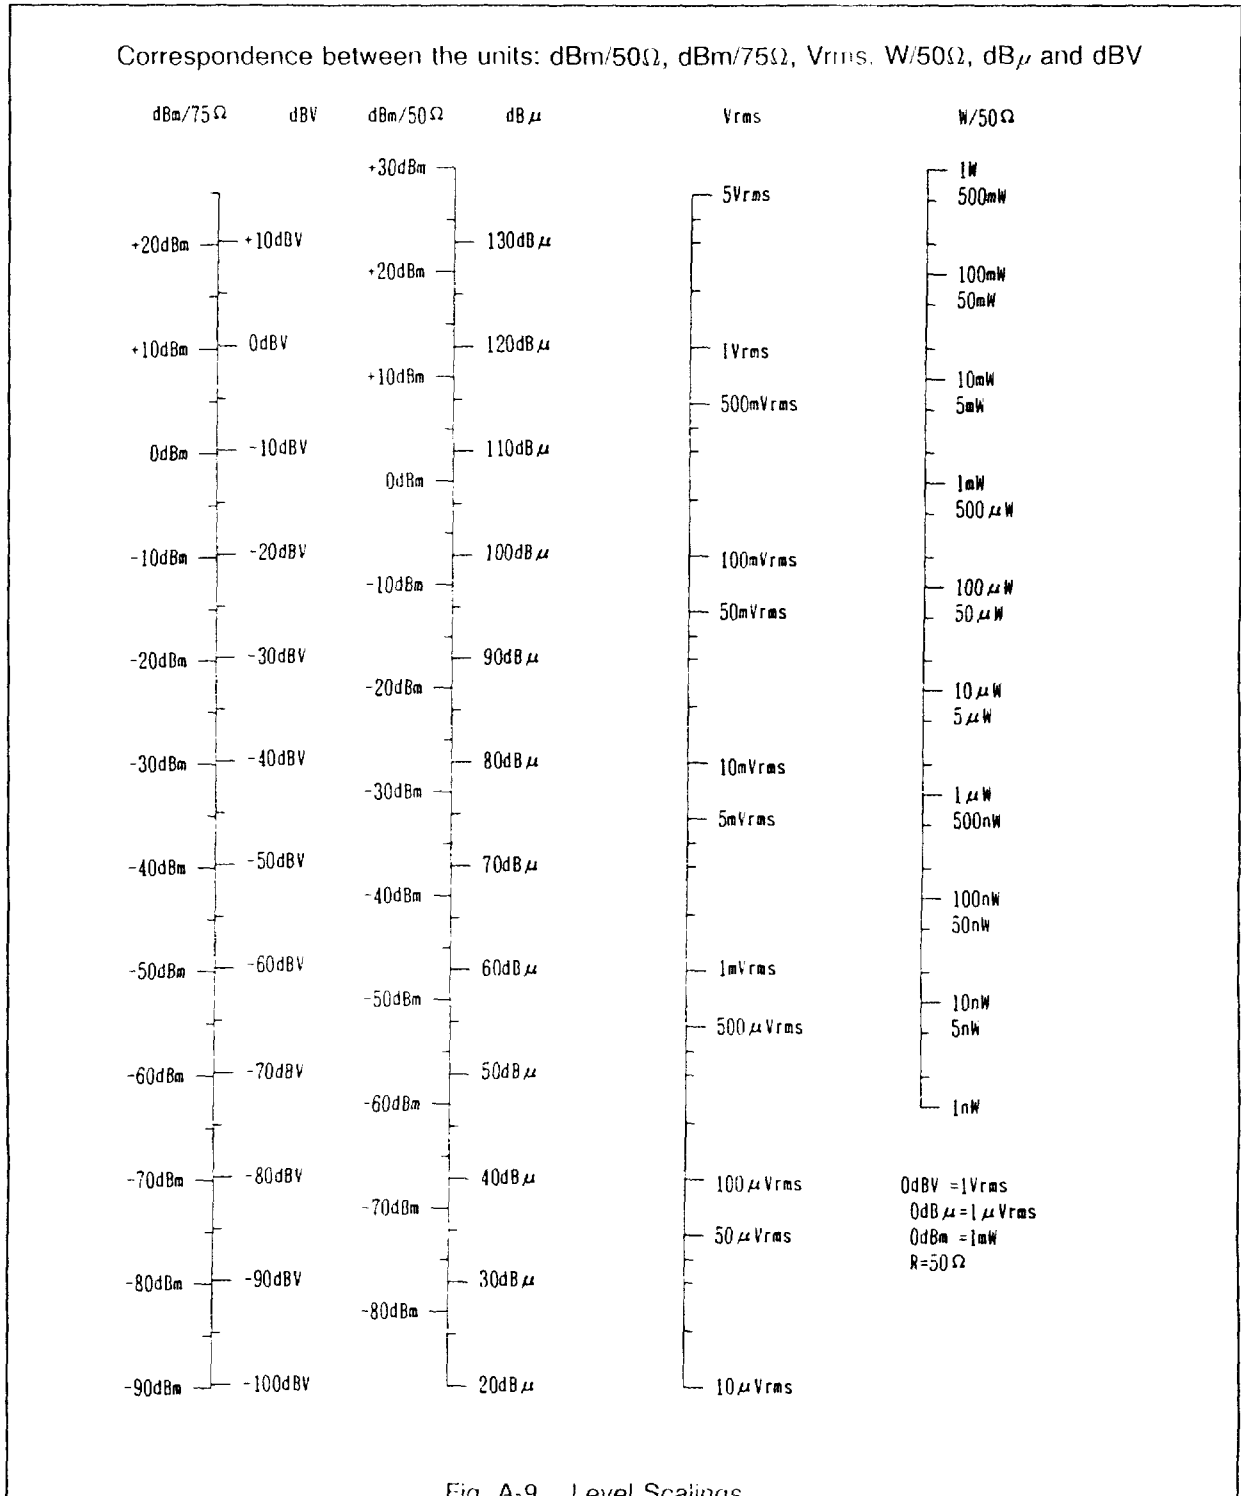 Correspondence between the units: dBm/50Ω, dBm/75Ω, Vrms, W/50Ω, dBμ and dBV
dBm/75Ω dBV dBm/50Ω dBμ Vrms W/50Ω
+30dBm 1W
5Vrms 500mW
+20dBm +10dBV 130dBμ
+20dBm 100mW
50mW
+10dBm 0dBV 120dBμ 1Vrms
+10dBm 10mW
500mVrms 5mW
0dBm -10dBV 110dBμ
0dBm 1mW
500μW
-10dBm -20dBV 100dBμ 100mVrms
-10dBm 100μW
50mVrms 50μW
-20dBm -30dBV 90dBμ
-20dBm 10μW
5μW
-30dBm -40dBV 80dBμ 10mVrms
-30dBm 1μW
5mVrms 500nW
-40dBm -50dBV 70dBμ
-40dBm 100nW
50nW
-50dBm -60dBV 60dBμ 1mVrms
-50dBm 10nW
500μVrms 5nW
-60dBm -70dBV 50dBμ
-60dBm 1nW
-70dBm -80dBV 40dBμ 100μVrms 0dBV =1Vrms
-70dBm 0dBμ=1μVrms
50μVrms 0dBm =1mW
R=50Ω
-80dBm -90dBV 30dBμ
-80dBm
-90dBm -100dBV 20dBμ 10μVrms
Fig. A-9 Level Scalings